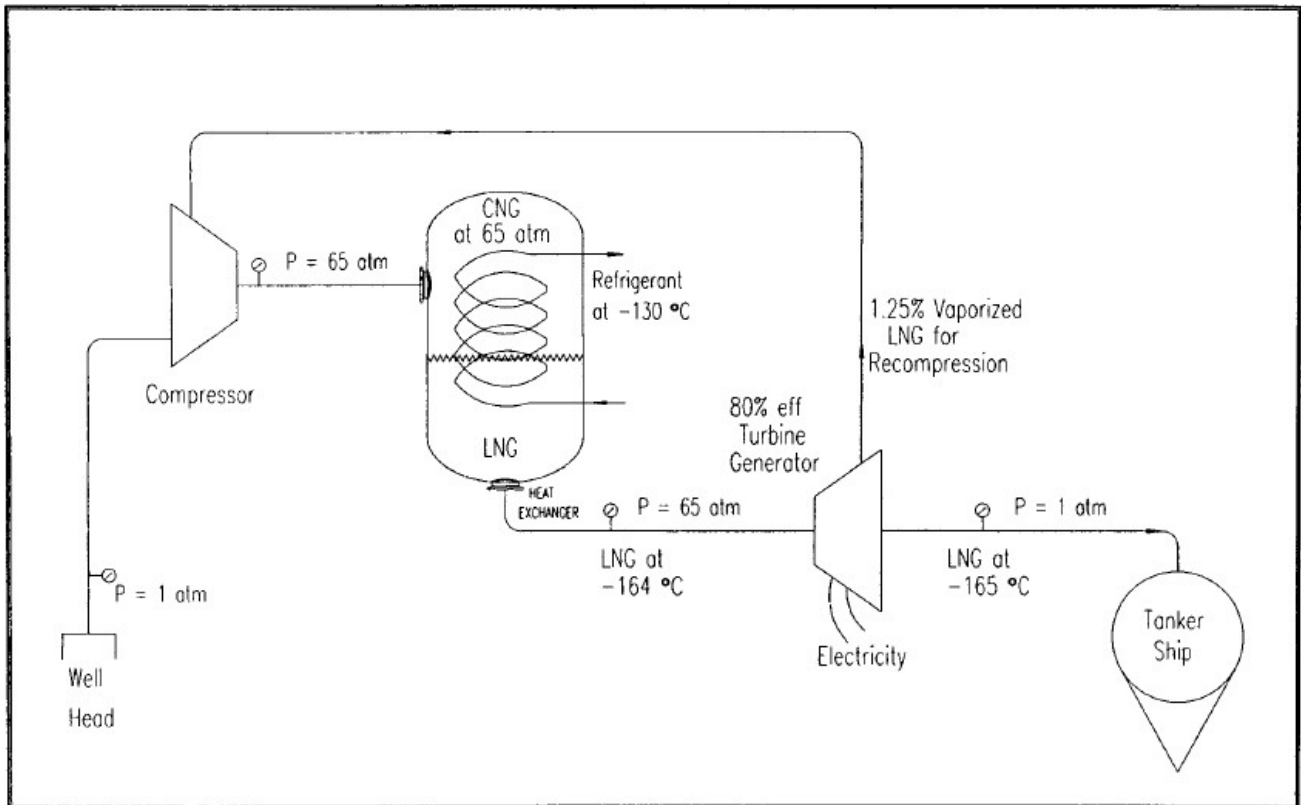 CNG
at 65 atm
P = 65 atm
Refrigerant
at -130 °C
1.25% Vaporized
LNG for
Recompression
Compressor
80% eff
Turbine
Generator
LNG
HEAT
EXCHANGER
P = 65 atm
P = 1 atm
LNG at
-164 °C
LNG at
-165 °C
P = 1 atm
Tanker
Ship
Electricity
Well
Head